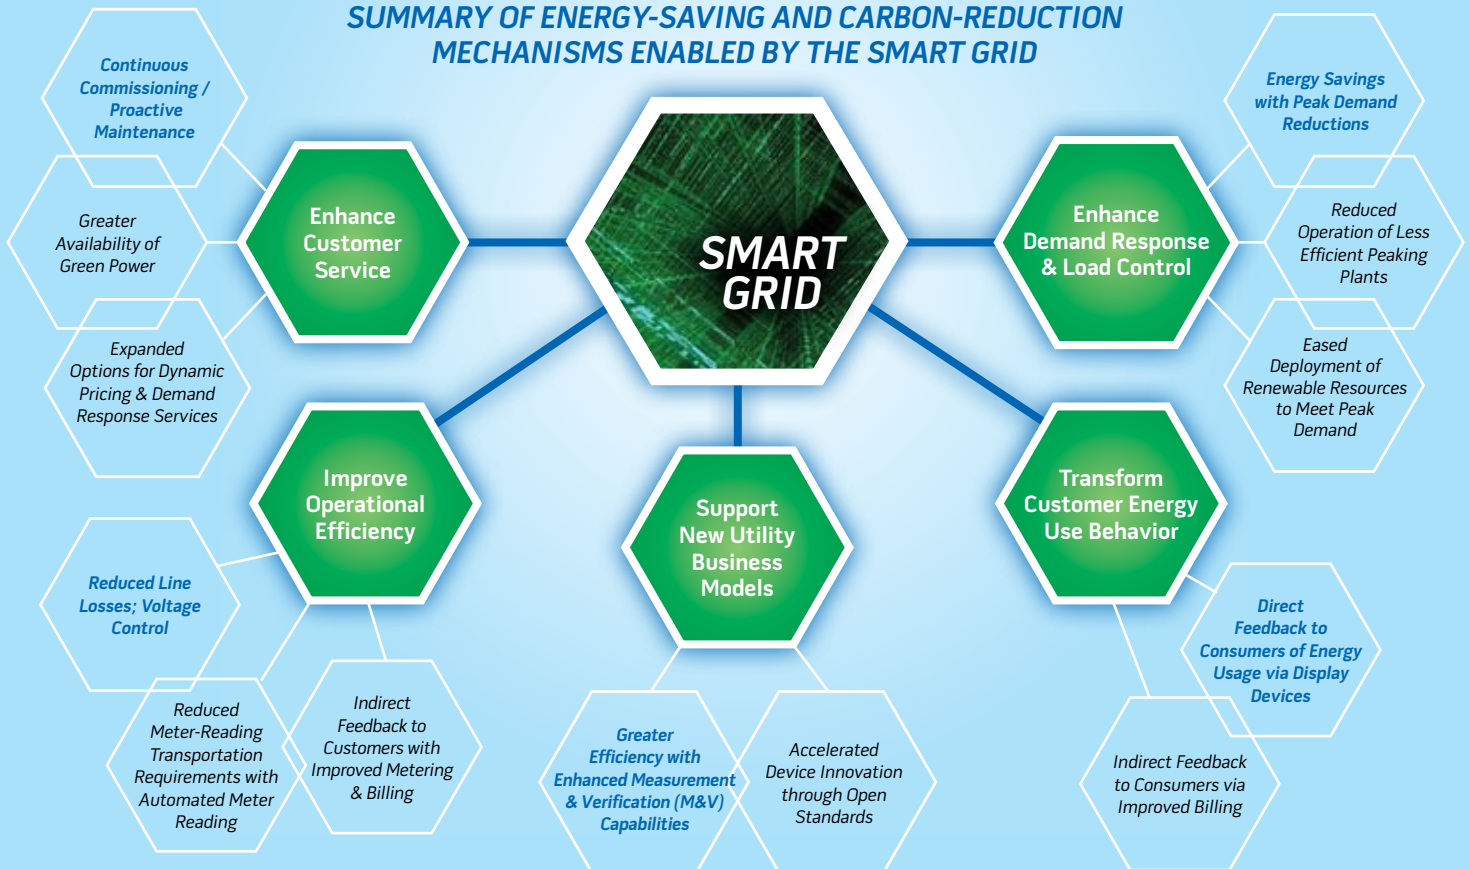 SUMMARY OF ENERGY-SAVING AND CARBON-REDUCTION
MECHANISMS ENABLED BY THE SMART GRID
Continuous
Commissioning /
Proactive
Maintenance
Greater
Availability of
Green Power
Expanded
Options for Dynamic
Pricing & Demand
Response Services
Enhance
Customer
Service
SMART
GRID
Enhance
Demand Response
& Load Control
Energy Savings
with Peak Demand
Reductions
Reduced
Operation of Less
Efficient Peaking
Plants
Eased
Deployment of
Renewable Resources
to Meet Peak
Demand
Improve
Operational
Efficiency
Reduced Line
Losses; Voltage
Control
Reduced
Meter-Reading
Transportation
Requirements with
Automated Meter
Reading
Indirect
Feedback to
Customers with
Improved Metering
& Billing
Support
New Utility
Business
Models
Greater
Efficiency with
Enhanced Measurement
& Verification (M&V)
Capabilities
Accelerated
Device Innovation
through Open
Standards
Transform
Customer Energy
Use Behavior
Direct
Feedback to
Consumers of Energy
Usage via Display
Devices
Indirect Feedback
to Consumers via
Improved Billing